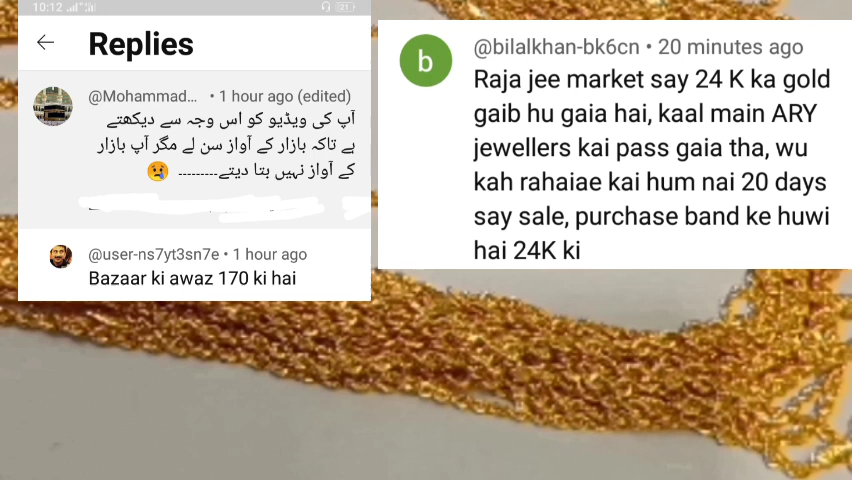 10:12
21
Replies
@Mohammad... • 1 hour ago (edited)
آپ کی ویڈیو کو اس وجہ سے دیکھتے
ہے تاکہ بازار کے آواز سن لے مگر آپ بازار
کے آواز نہیں بتا دیتے--------- 😢
@user-ns7yt3sn7e • 1 hour ago
Bazaar ki awaz 170 ki hai
b
@bilalkhan-bk6cn • 20 minutes ago
Raja jee market say 24 K ka gold
gaib hu gaia hai, kaal main ARY
jewellers kai pass gaia tha, wu
kah rahaiae kai hum nai 20 days
say sale, purchase band ke huwi
hai 24K ki